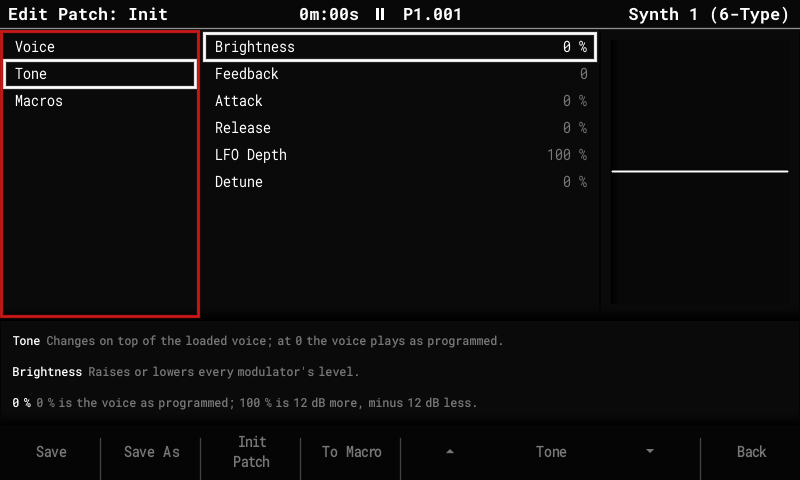 Edit Patch: Init 0m:00s P1.001 Synth 1 (6-Type)
Voice
Tone
Macros
Brightness 0 %
Feedback 0
Attack 0 %
Release 0 %
LFO Depth 100 %
Detune 0 %
Tone Changes on top of the loaded voice; at 0 the voice plays as programmed.
Brightness Raises or lowers every modulator's level.
0 % 0 % is the voice as programmed; 100 % is 12 dB more, minus 12 dB less.
Save
Save As
Init
Patch
To Macro
Tone
Back